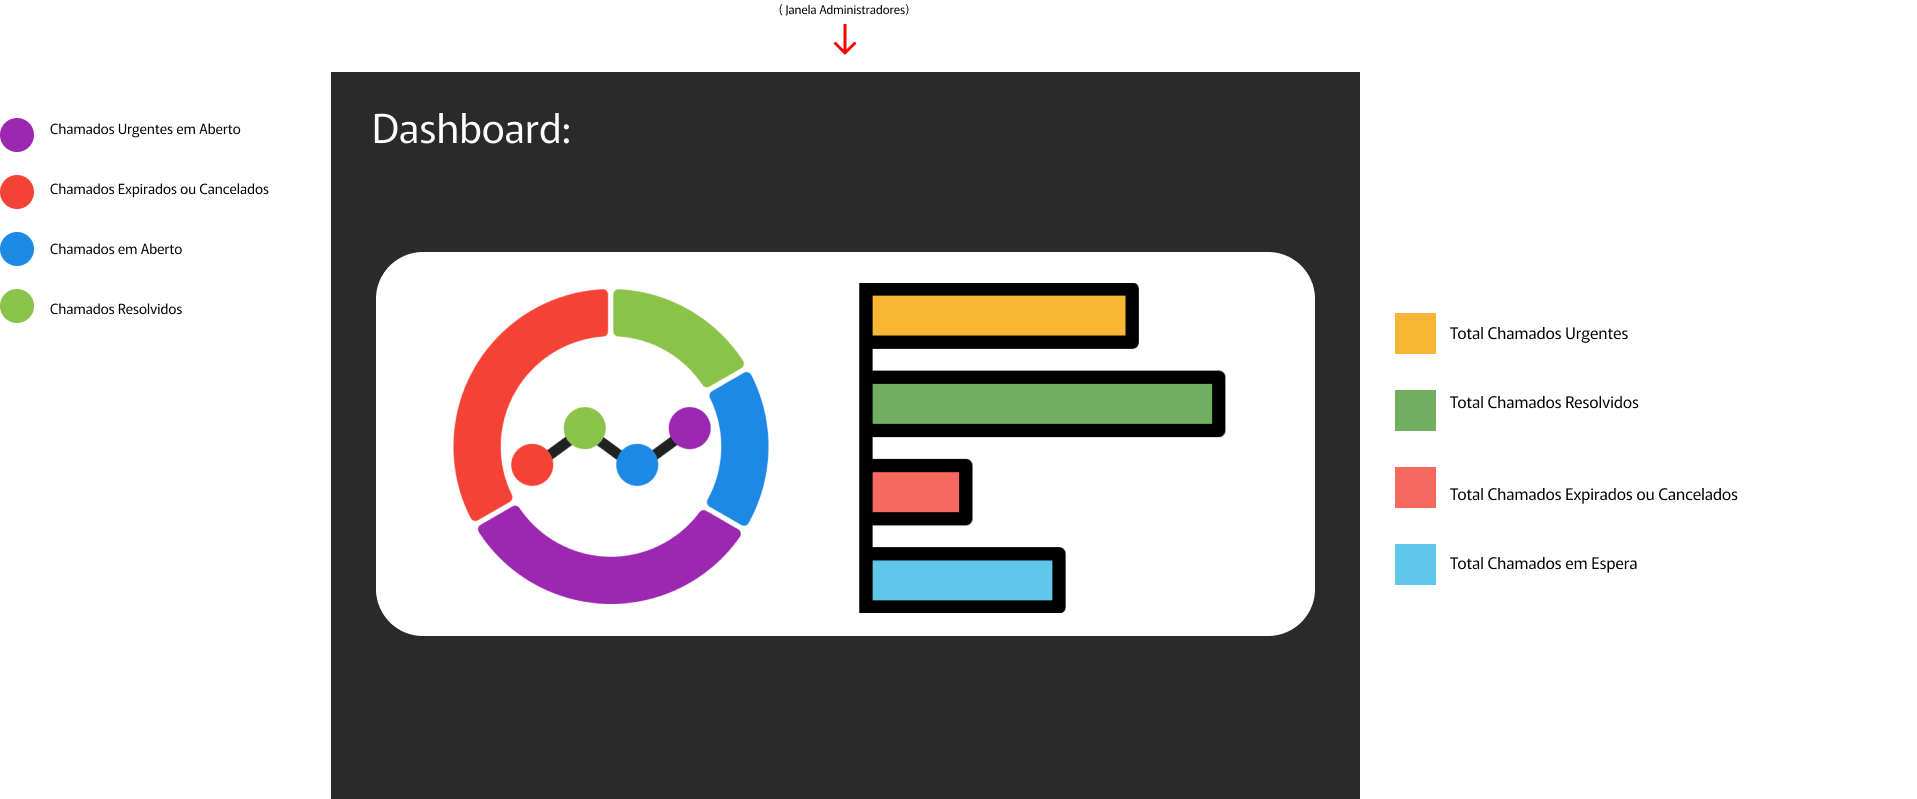 ( Janela Administradores)
Dashboard:
Chamados Urgentes em Aberto
Chamados Expirados ou Cancelados
Chamados em Aberto
Chamados Resolvidos
Total Chamados Urgentes
Total Chamados Resolvidos
Total Chamados Expirados ou Cancelados
Total Chamados em Espera